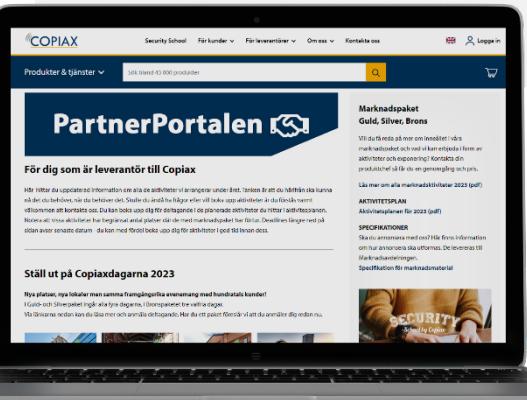 COPIAX
Security School För kunder För leverantörer Om oss Kontakta oss Logga in
Produkter & tjänster
Sök bland 45 000 produkter
PartnerPortalen
För dig som är leverantör till Copiax
Här hittar du uppdaterad information om alla de aktiviteter vi arrangerar under året. Tanken är att du härifrån ska kunna
nå det du behöver, när du behöver det. Skulle du ändå ha frågor eller vill boka upp aktiviteter är du förstås varmt
välkommen att kontakta oss. Du kan boka upp dig för deltagande i de planerade aktiviteter du hittar i aktivitetsplanen.
Notera att vissa aktiviteter har begränsat antal platser där de med marknadspaket har förtur. Deadlines längre ned på
sidan avser senaste datum - du kan med fördel boka upp dig för aktiviteter i god tid innan dess.
Ställ ut på Copiaxdagarna 2023
Nya platser, nya lokaler men samma framgångsrika evenemang med hundratals kunder!
I Guld- och Silverpaket ingår alla fyra dagarna, i Bronspaketet tre valfria dagar.
Via länkarna nedan kan du läsa mer och anmäla deltagande. Har du ett paket föreslår vi att du anmäler dig redan nu.
Marknadspaket
Guld, Silver, Brons
Vill du få reda på mer om innehållet i våra
marknadspaket och vad vi kan erbjuda i form av
aktiviteter och exponering? Kontakta din
produktchef så får du en genomgång och pris.
Läs mer om alla marknadsaktiviteter 2023 (pdf)
AKTIVITETSPLAN
Aktivitetsplanen för 2023 (pdf)
SPECIFIKATIONER
Ska du annonsera med oss? Här finns information
om hur annonsera ska utformas. De levereras till
Marknadsavdelningen.
Specifikation för marknadsmaterial
SECURITY
School by Copiax